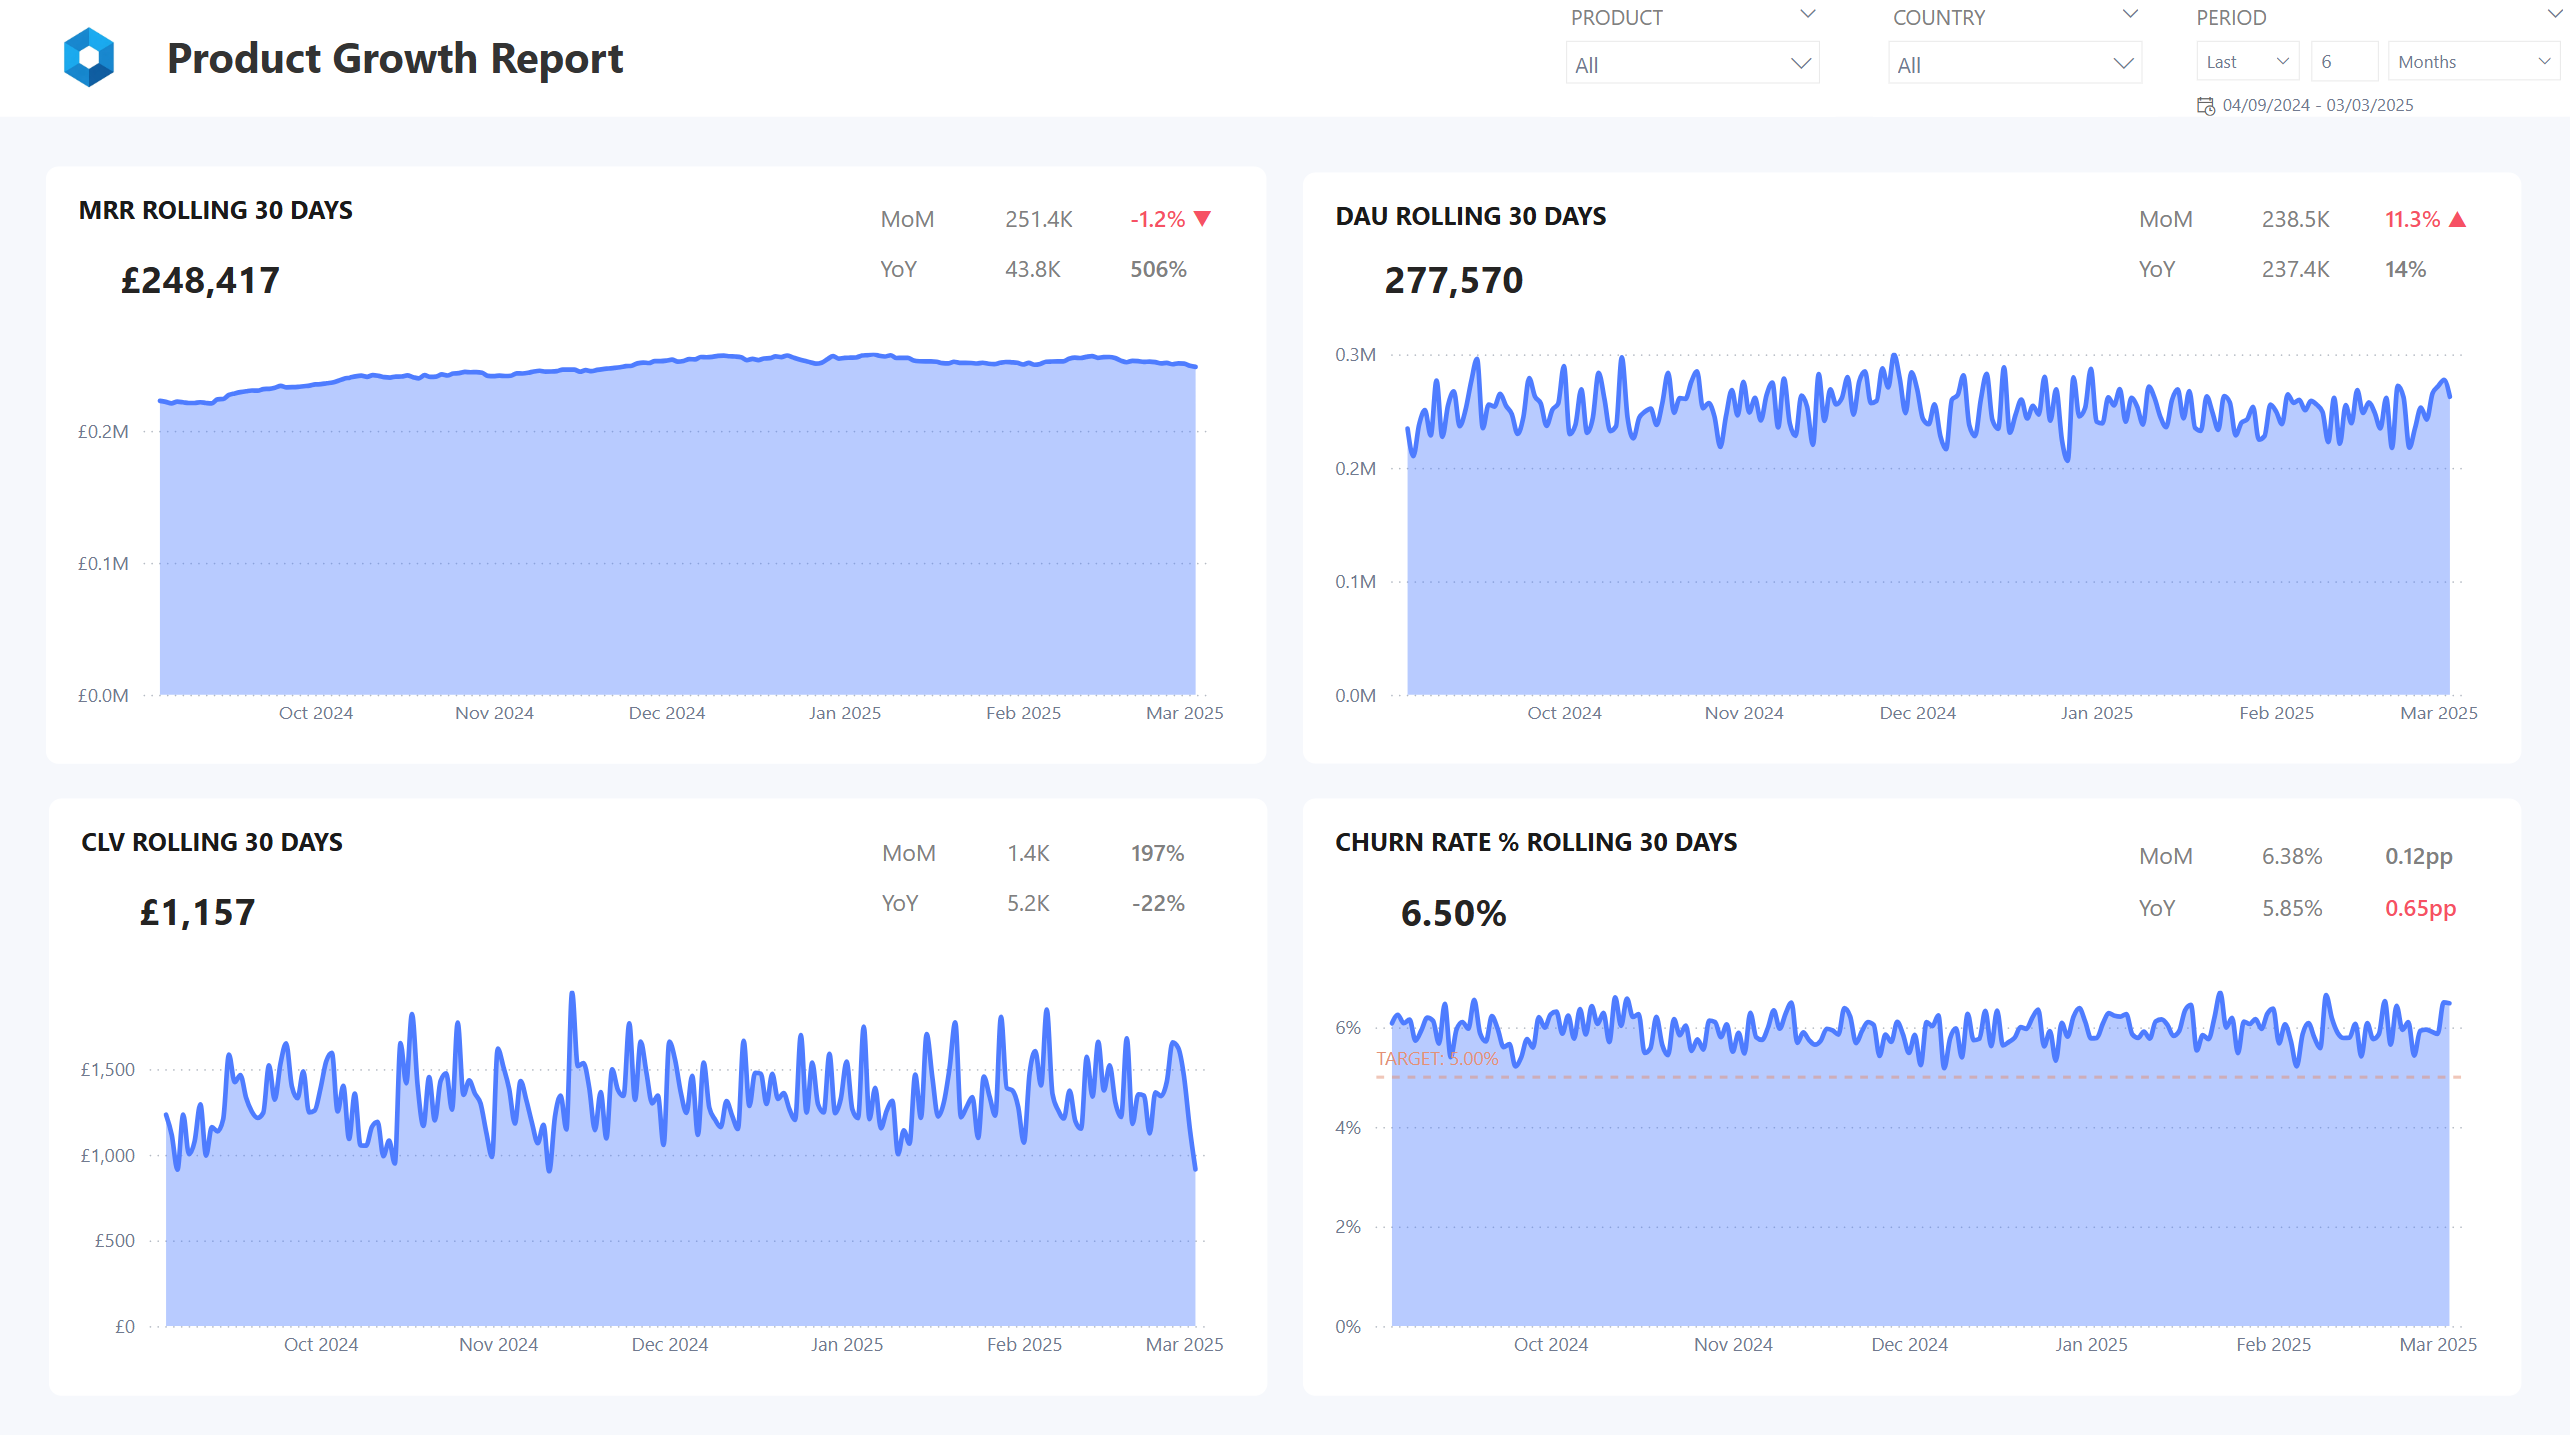 Product Growth Report
PRODUCT
All
COUNTRY
All
PERIOD
Last
6
Months
04/09/2024 - 03/03/2025
MRR ROLLING 30 DAYS
£248,417
MoM 251.4K -1.2% ▼
YoY 43.8K 506%
£0.2M
£0.1M
£0.0M
Oct 2024 Nov 2024 Dec 2024 Jan 2025 Feb 2025 Mar 2025
DAU ROLLING 30 DAYS
277,570
MoM 238.5K 11.3% ▲
YoY 237.4K 14%
0.3M
0.2M
0.1M
0.0M
Oct 2024 Nov 2024 Dec 2024 Jan 2025 Feb 2025 Mar 2025
CLV ROLLING 30 DAYS
£1,157
MoM 1.4K 197%
YoY 5.2K -22%
£1,500
£1,000
£500
£0
Oct 2024 Nov 2024 Dec 2024 Jan 2025 Feb 2025 Mar 2025
CHURN RATE % ROLLING 30 DAYS
6.50%
MoM 6.38% 0.12pp
YoY 5.85% 0.65pp
6%
TARGET: 5.00%
4%
2%
0%
Oct 2024 Nov 2024 Dec 2024 Jan 2025 Feb 2025 Mar 2025